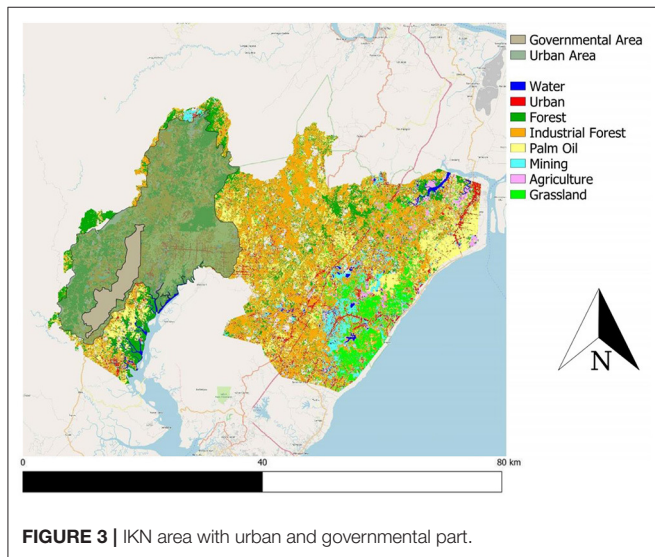 Governmental Area
Urban Area
Water
Urban
Forest
Industrial Forest
Palm Oil
Mining
Agriculture
Grassland
N
0 40 80 km
FIGURE 3 | IKN area with urban and governmental part.